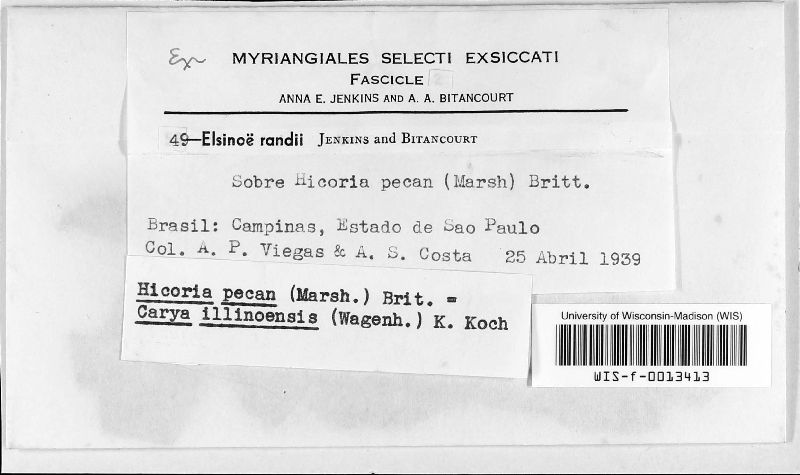 Ex
MYRIANGIALES SELECTI EXSICCATI
FASCICLE 2
ANNA E. JENKINS AND A. A. BITANCOURT
49—Elsinoë randii JENKINS and BITANCOURT
Sobre Hicoria pecan (Marsh) Britt.
Brasil: Campinas, Estado de Sao Paulo
Col. A. P. Viegas & A. S. Costa 25 Abril 1939
Hicoria pecan (Marsh.) Brit. =
Carya illinoensis (Wagenh.) K. Koch
University of Wisconsin-Madison (WIS)
WIS-f-0013413